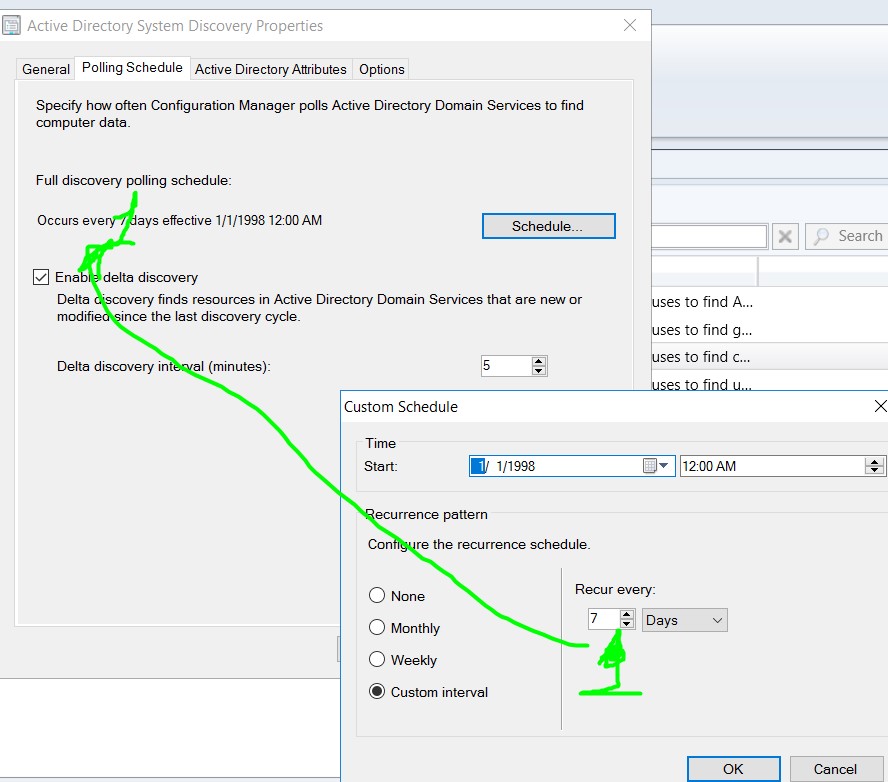 Active Directory System Discovery Properties
General Polling Schedule Active Directory Attributes Options
Specify how often Configuration Manager polls Active Directory Domain Services to find
computer data.
Full discovery polling schedule:
Occurs every 7 days effective 1/1/1998 12:00 AM
Schedule...
Search
Enable delta discovery
Delta discovery finds resources in Active Directory Domain Services that are new or
modified since the last discovery cycle.
Delta discovery interval (minutes):
5
uses to find A...
uses to find g...
uses to find c...
uses to find u...
Custom Schedule
Time
Start:
1/ 1/1998
12:00 AM
Recurrence pattern
Configure the recurrence schedule.
None
Monthly
Weekly
Custom interval
Recur every:
7
Days
OK
Cancel